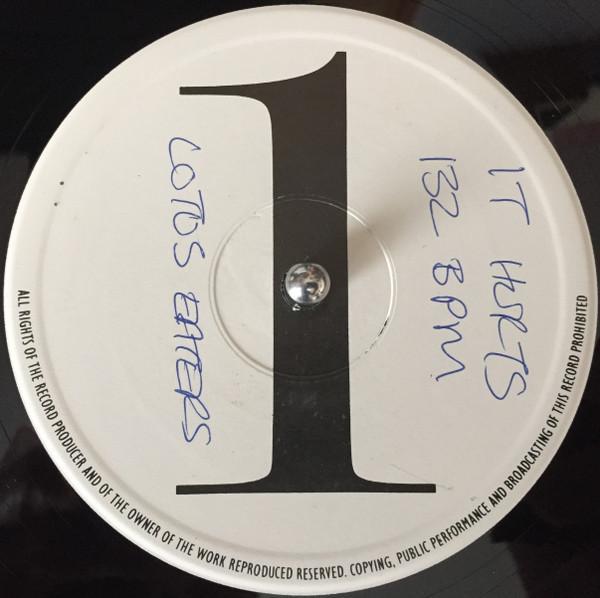 1
IT HURTS
132 BPM
LOTUS EATERS
ALL RIGHTS OF THE RECORD PRODUCER AND OF THE OWNER OF THE WORK REPRODUCED RESERVED. COPYING, PUBLIC PERFORMANCE AND BROADCASTING OF THIS RECORD PROHIBITED